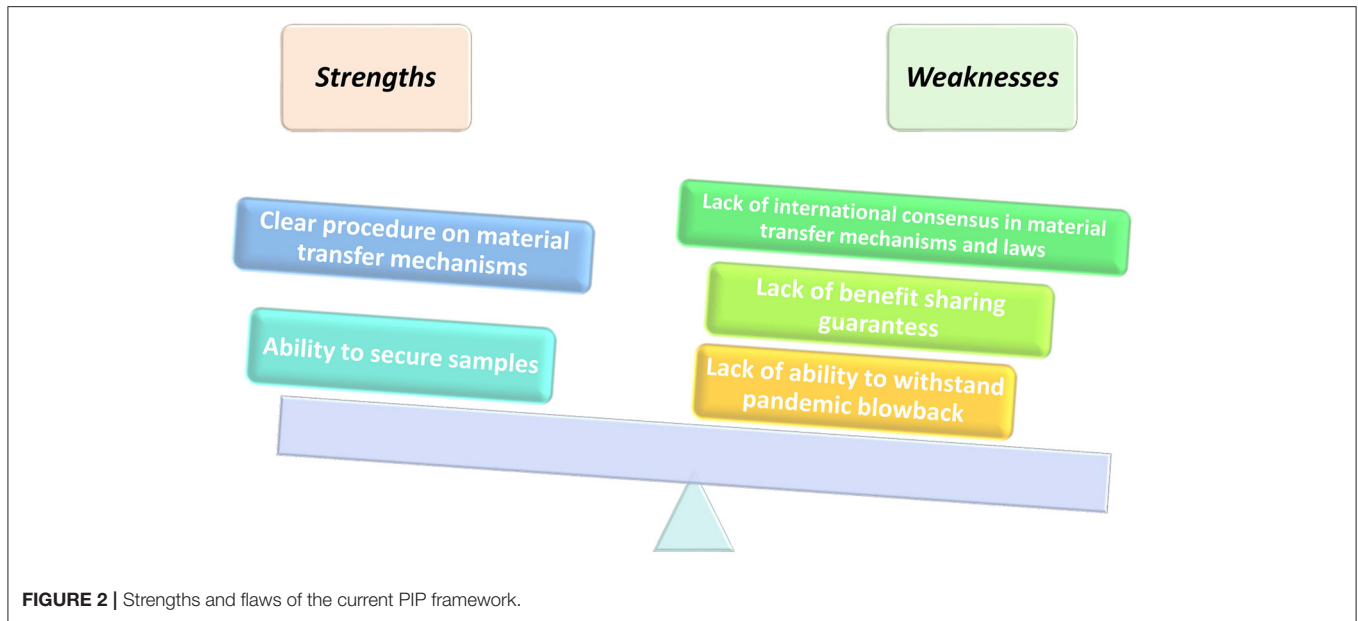 Strengths
Weaknesses
Clear procedure on material
transfer mechanisms
Ability to secure samples
Lack of international consensus in material
transfer mechanisms and laws
Lack of benefit sharing
guarantess
Lack of ability to withstand
pandemic blowback
FIGURE 2 | Strengths and flaws of the current PIP framework.